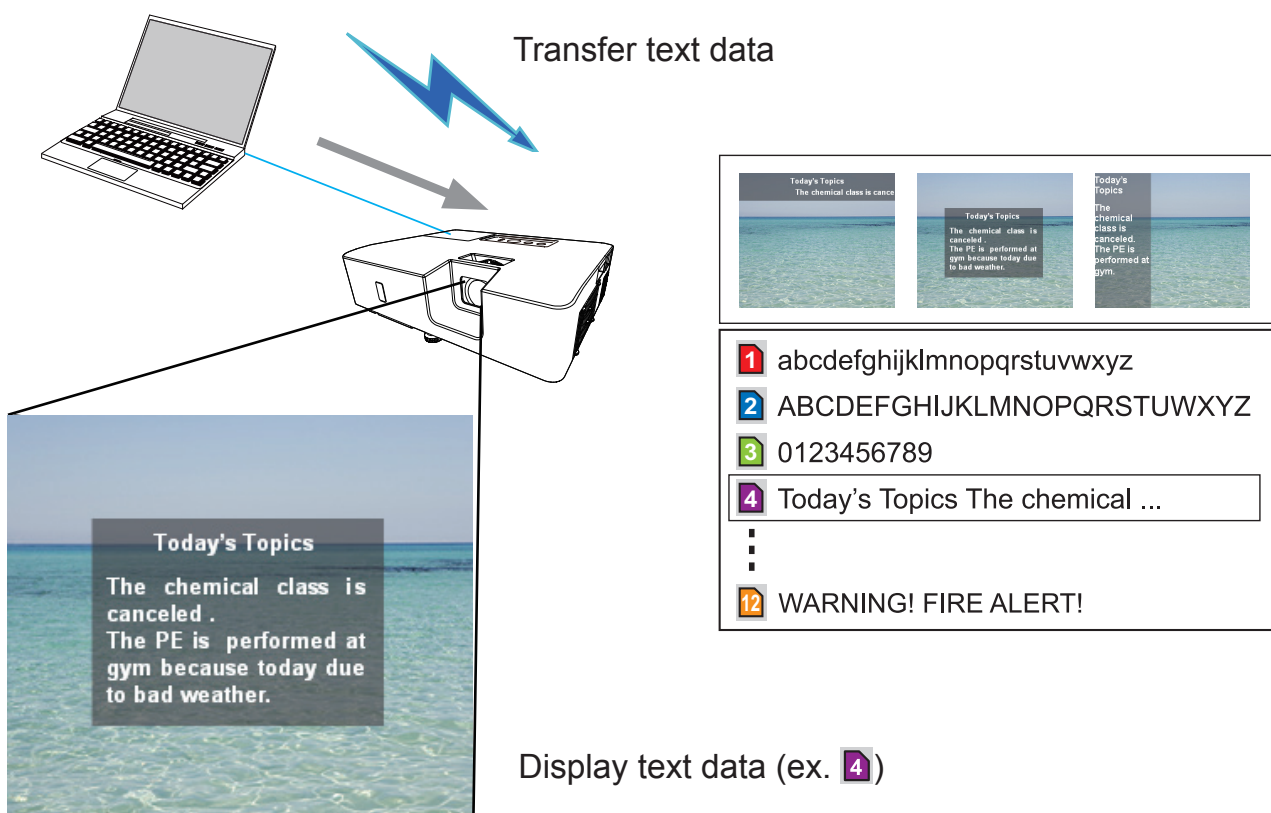 Transfer text data
Today's Topics
The chemical class is cance
Today's Topics
The chemical class is
canceled .
The PE is performed at
gym because today due
to bad weather.
Today's
Topics
The
chemical
class is
canceled.
The PE is
performed at
gym.
1 abcdefghijklmnopqrstuvwxyz
2 ABCDEFGHIJKLMNOPQRSTUWXYZ
3 0123456789
4 Today’s Topics The chemical ...
12 WARNING! FIRE ALERT!
Today's Topics
The chemical class is
canceled .
The PE is performed at
gym because today due
to bad weather.
Display text data (ex. 4)